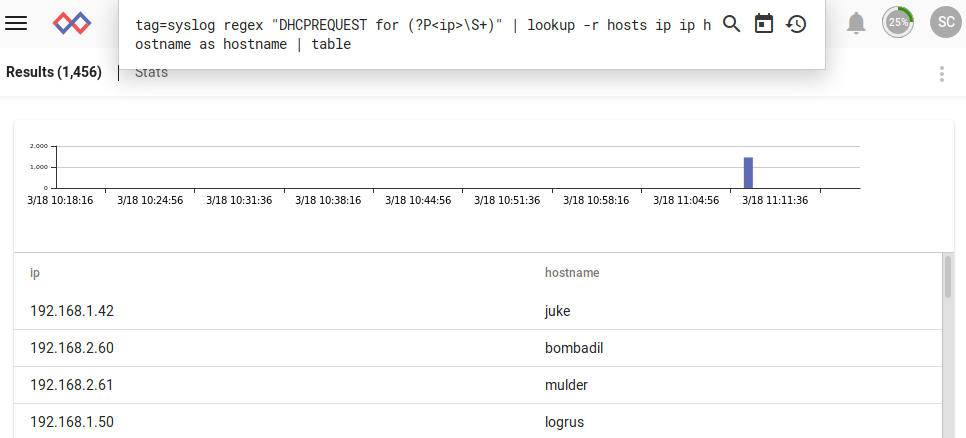 tag=syslog regex "DHCPREQUEST for (?P<ip>\S+)" | lookup -r hosts ip ip h
ostname as hostname | table
25%
SC
Results (1,456)
Stats
2,000
1,000
0
3/18 10:18:16 3/18 10:24:56 3/18 10:31:36 3/18 10:38:16 3/18 10:44:56 3/18 10:51:36 3/18 10:58:16 3/18 11:04:56 3/18 11:11:36
ip hostname
192.168.1.42 juke
192.168.2.60 bombadil
192.168.2.61 mulder
192.168.1.50 logrus